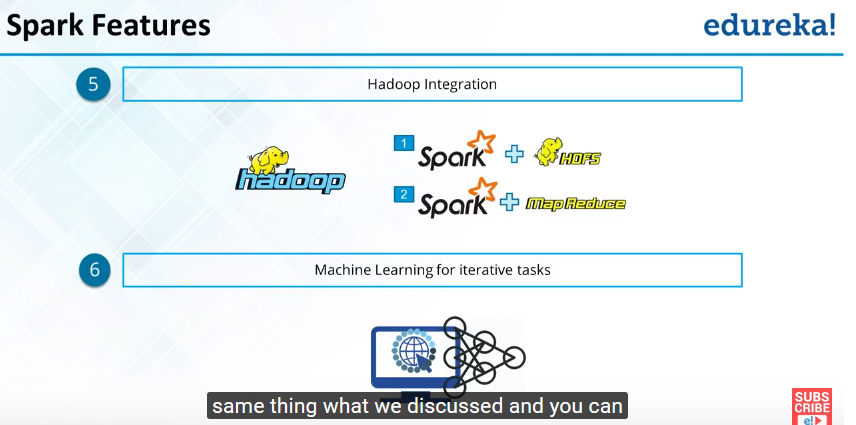 Spark Features
edureka!
5
Hadoop Integration
hadoop
1
Spark + HDFS
2
Spark + Map Reduce
6
Machine Learning for iterative tasks
same thing what we discussed and you can
SUBS
CRIBE
e!